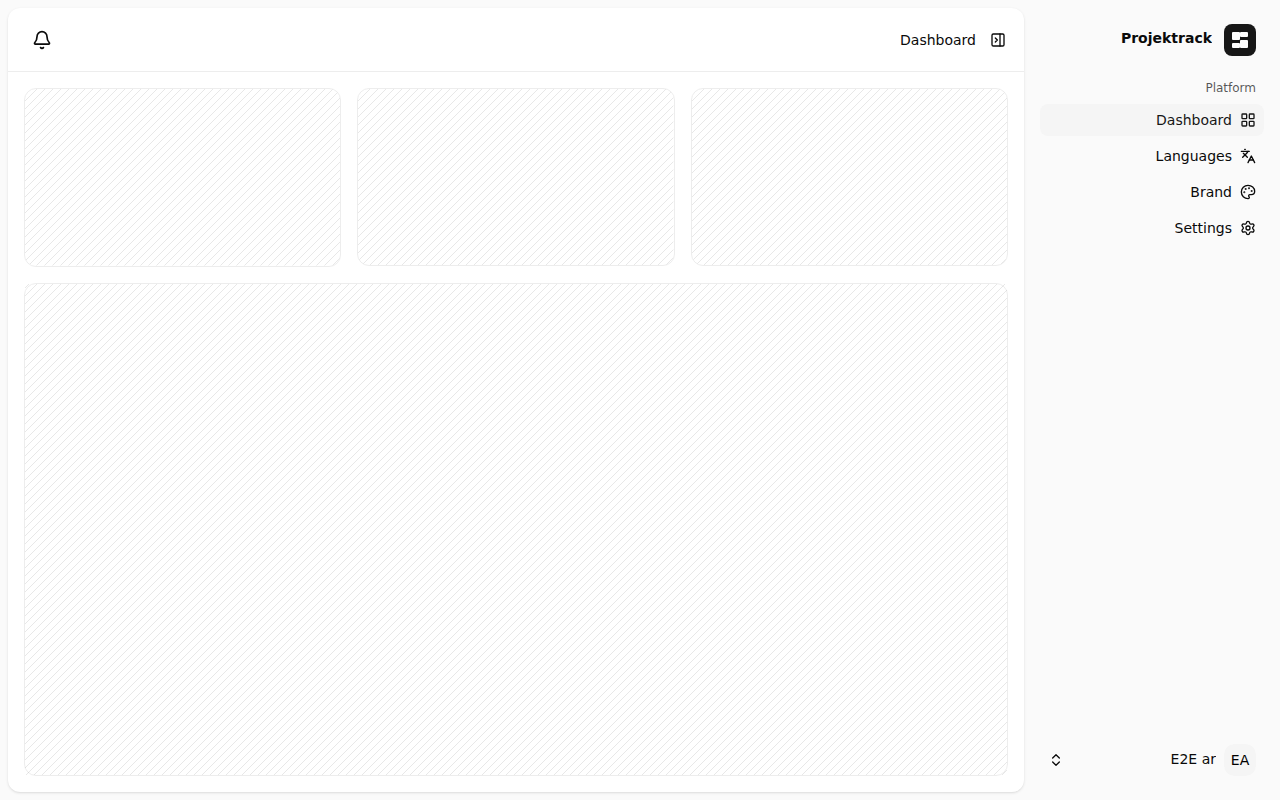 Projektrack
Platform
Dashboard
Languages
Brand
Settings
E2E ar
EA
Dashboard